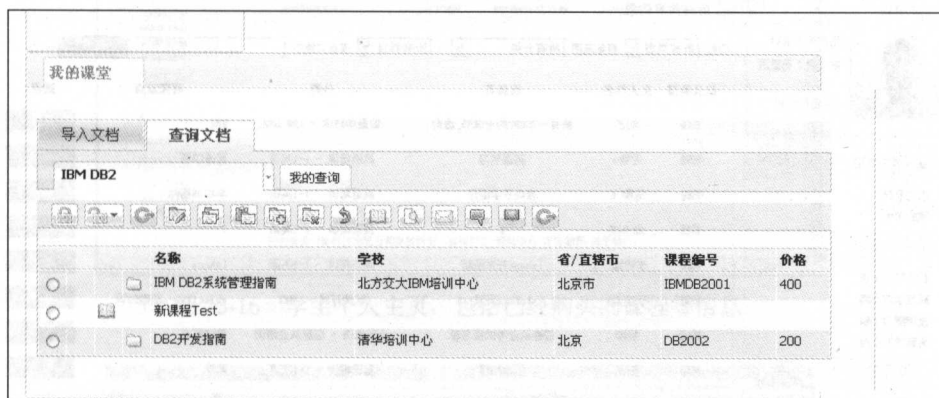 我的课堂
导入文档 查询文档
IBM DB2 我的查询
名称 学校 省/直辖市 课程编号 价格
IBM DB2系统管理指南 北方交大IBM培训中心 北京市 IBMDB2001 400
新课程Test
DB2开发指南 清华培训中心 北京 DB2002 200